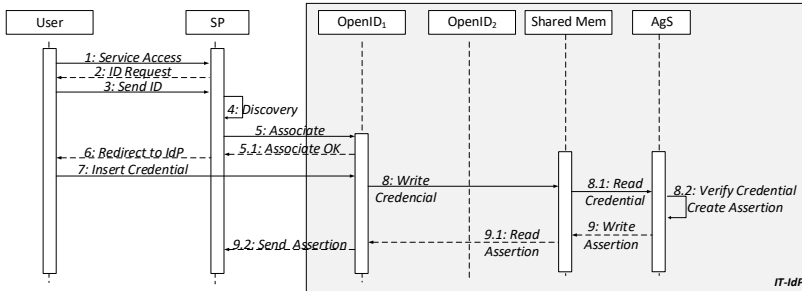 User SP OpenID₁ OpenID₂ Shared Mem AgS
1: Service Access
2: ID Request
3: Send ID
4: Discovery
5: Associate
5.1: Associate OK
6: Redirect to IdP
7: Insert Credential
8: Write
Credencial
8.1: Read
Credential
8.2: Verify Credential
Create Assertion
9: Write
Assertion
9.1: Read
Assertion
9.2: Send Assertion
IT-IdP